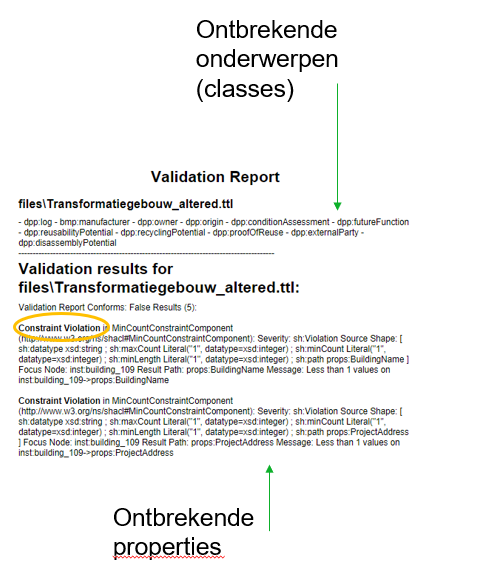 Ontbrekende
onderwerpen
(classes)
Validation Report
files\Transformatiegebouw_altered.ttl
- dpp:log - bmp:manufacturer - dpp:owner - dpp:origin - dpp:conditionAssessment - dpp:futureFunction
- dpp:reusabilityPotential - dpp:recyclingPotential - dpp:proofOfReuse - dpp:externalParty -
dpp:disassemblyPotential
Validation results for
files\Transformatiegebouw_altered.ttl:
Validation Report Conforms: False Results (5):
Constraint Violation in MinCountConstraintComponent
(http://www.w3.org/ns/shacl#MinCountConstraintComponent): Severity: sh:Violation Source Shape: [
sh:datatype xsd:string ; sh:maxCount Literal("1", datatype=xsd:integer) ; sh:minCount Literal("1",
datatype=xsd:integer) ; sh:minLength Literal("1", datatype=xsd:integer) ; sh:path props:BuildingName ]
Focus Node: inst:building_109 Result Path: props:BuildingName Message: Less than 1 values on
inst:building_109->props:BuildingName
Constraint Violation in MinCountConstraintComponent
(http://www.w3.org/ns/shacl#MinCountConstraintComponent): Severity: sh:Violation Source Shape: [
sh:datatype xsd:string ; sh:maxCount Literal("1", datatype=xsd:integer) ; sh:minCount Literal("1",
datatype=xsd:integer) ; sh:minLength Literal("1", datatype=xsd:integer) ; sh:path props:ProjectAddress
] Focus Node: inst:building_109 Result Path: props:ProjectAddress Message: Less than 1 values on
inst:building_109->props:ProjectAddress
Ontbrekende
properties